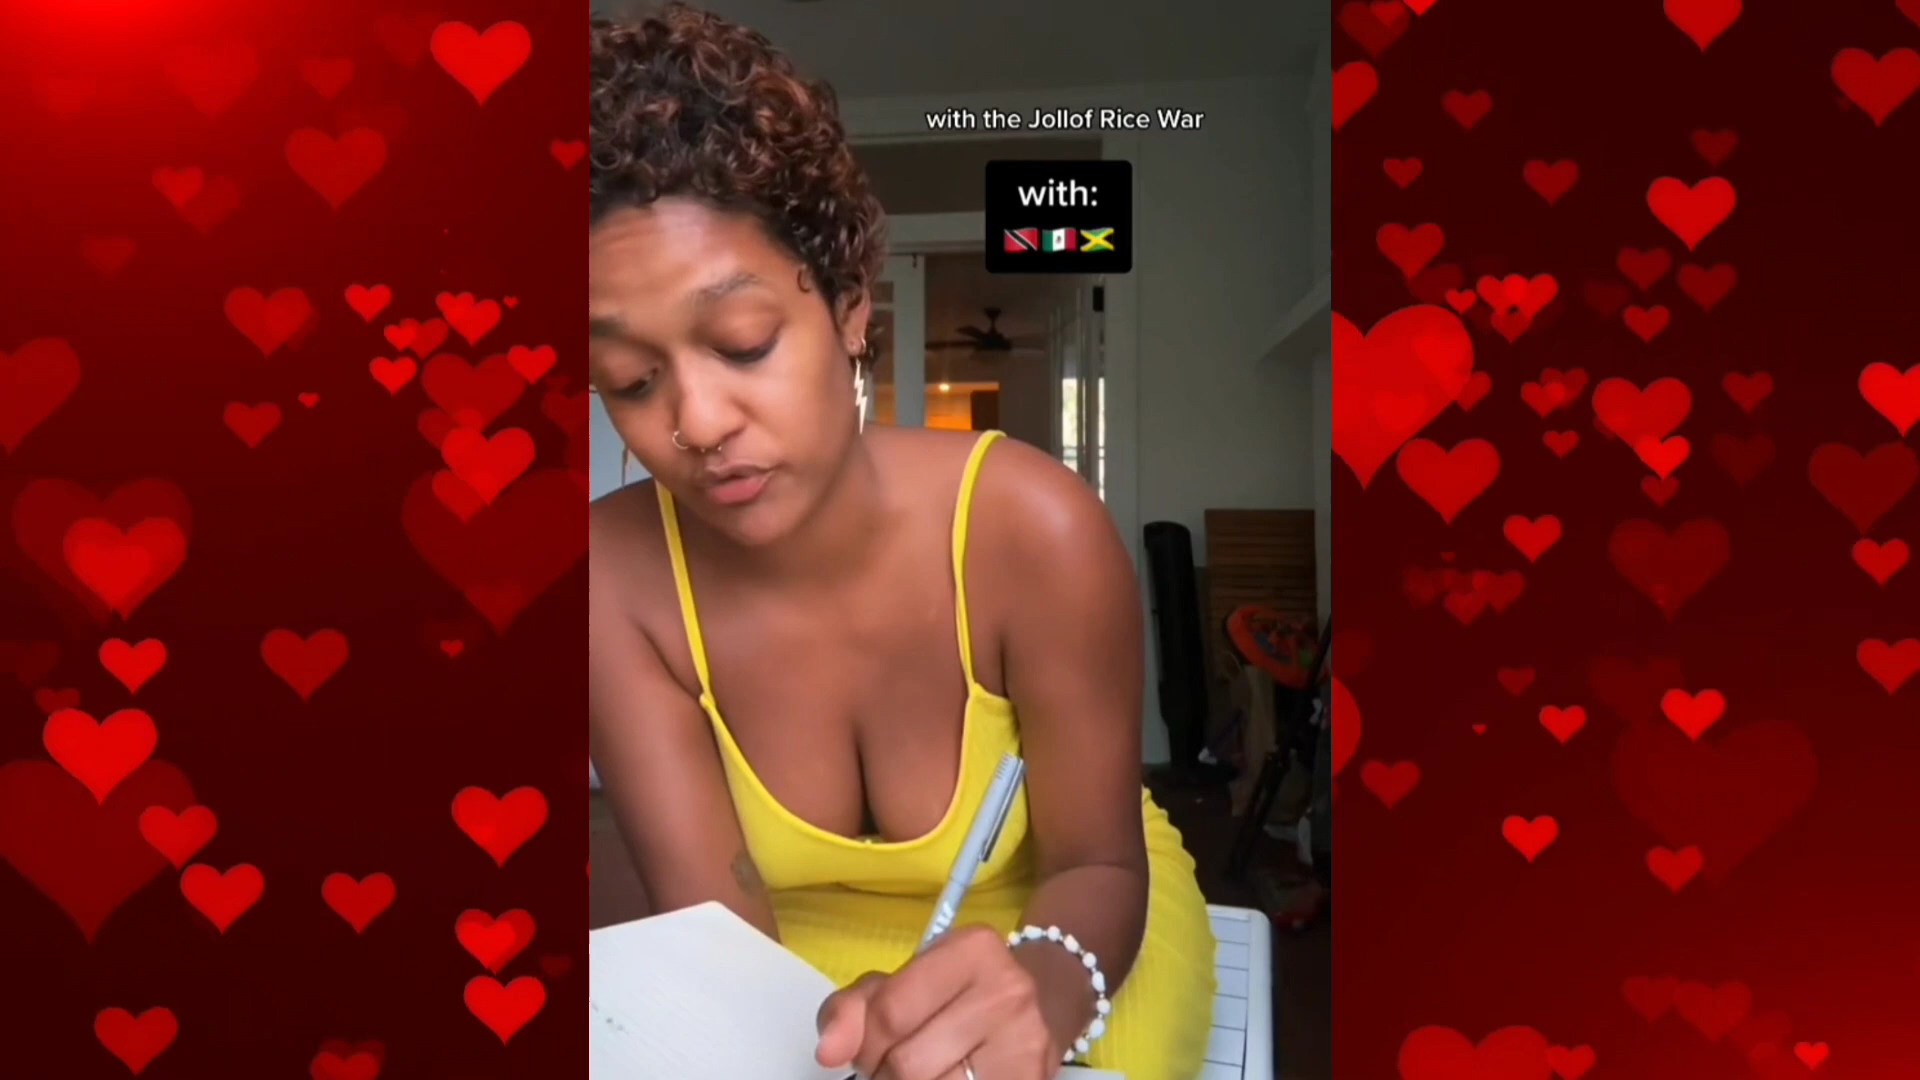 with the Jollof Rice War
with:
🇹🇹🇲🇽🇯🇲